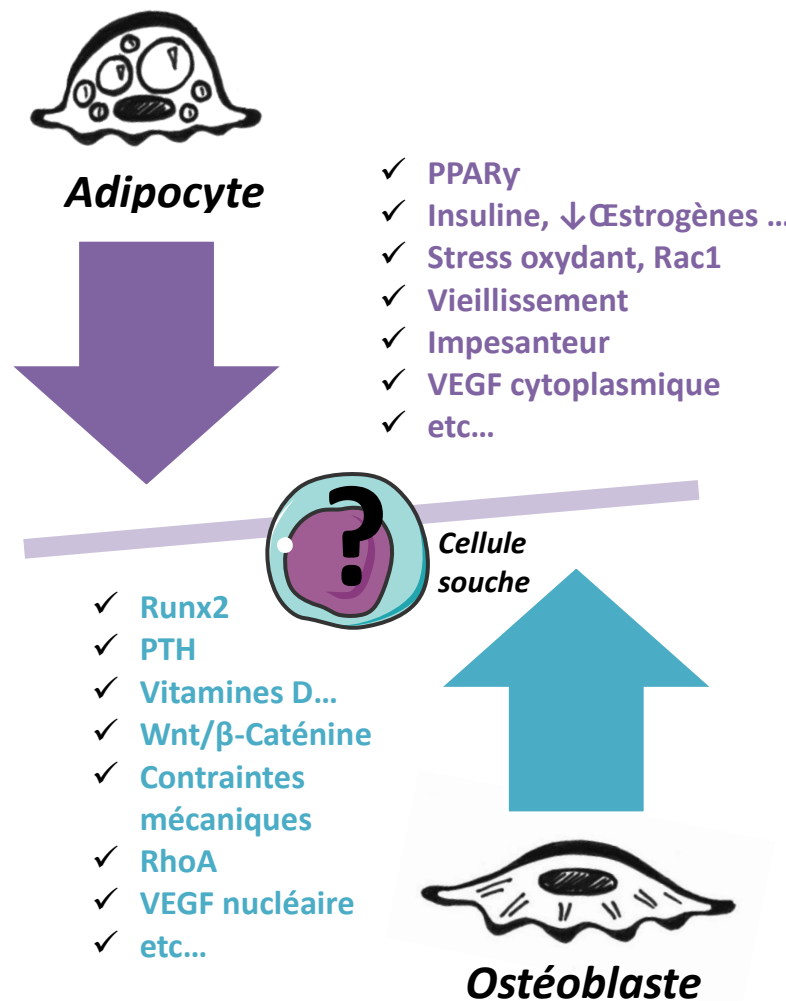 Adipocyte
✓ PPARy
✓ Insuline, ↓Œstrogènes ...
✓ Stress oxydant, Rac1
✓ Vieillissement
✓ Impesanteur
✓ VEGF cytoplasmique
✓ etc...
?
Cellule
souche
✓ Runx2
✓ PTH
✓ Vitamines D...
✓ Wnt/β-Caténine
✓ Contraintes
mécaniques
✓ RhoA
✓ VEGF nucléaire
✓ etc...
Ostéoblaste